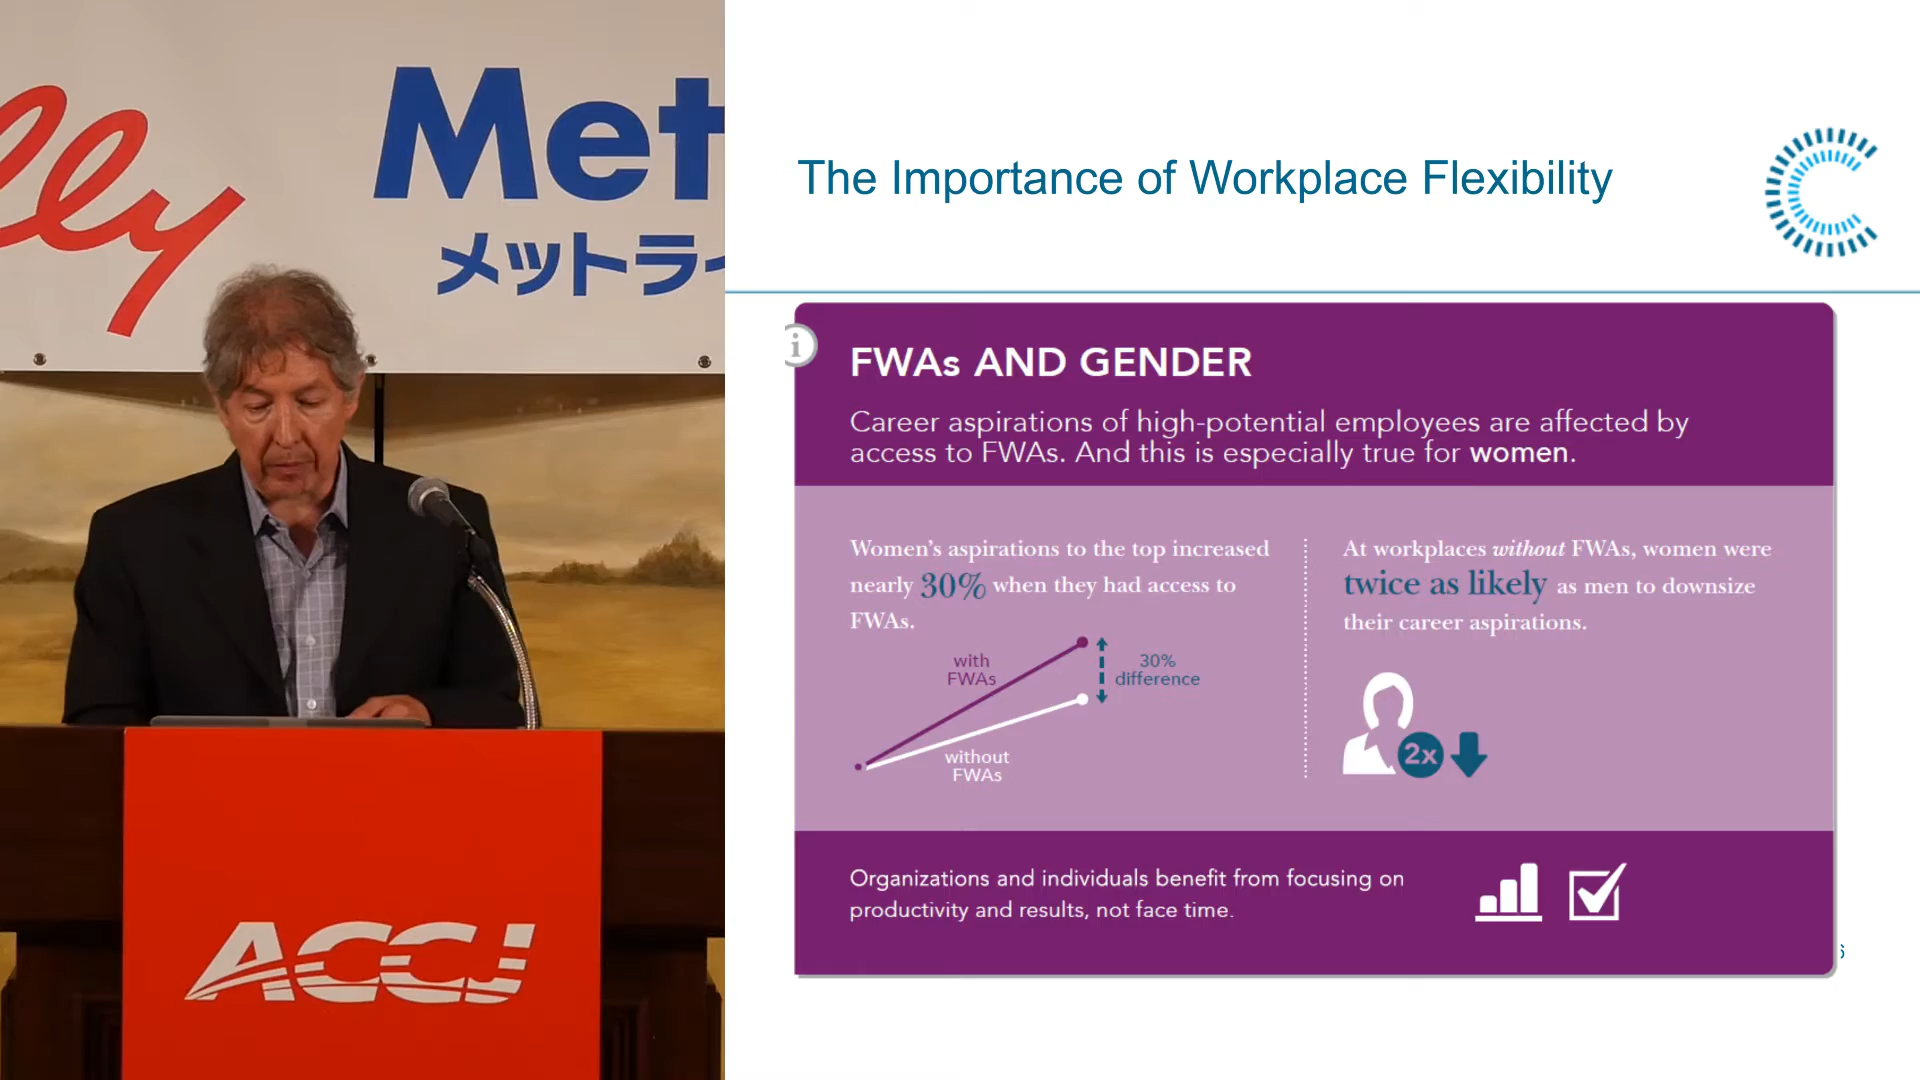 lly
Met
メットラ
ACCJ
The Importance of Workplace Flexibility
i
FWAs AND GENDER
Career aspirations of high-potential employees are affected by
access to FWAs. And this is especially true for women.
Women's aspirations to the top increased
nearly 30% when they had access to
FWAs.
with
FWAs
30%
difference
without
FWAs
At workplaces without FWAs, women were
twice as likely as men to downsize
their career aspirations.
2x
Organizations and individuals benefit from focusing on
productivity and results, not face time.